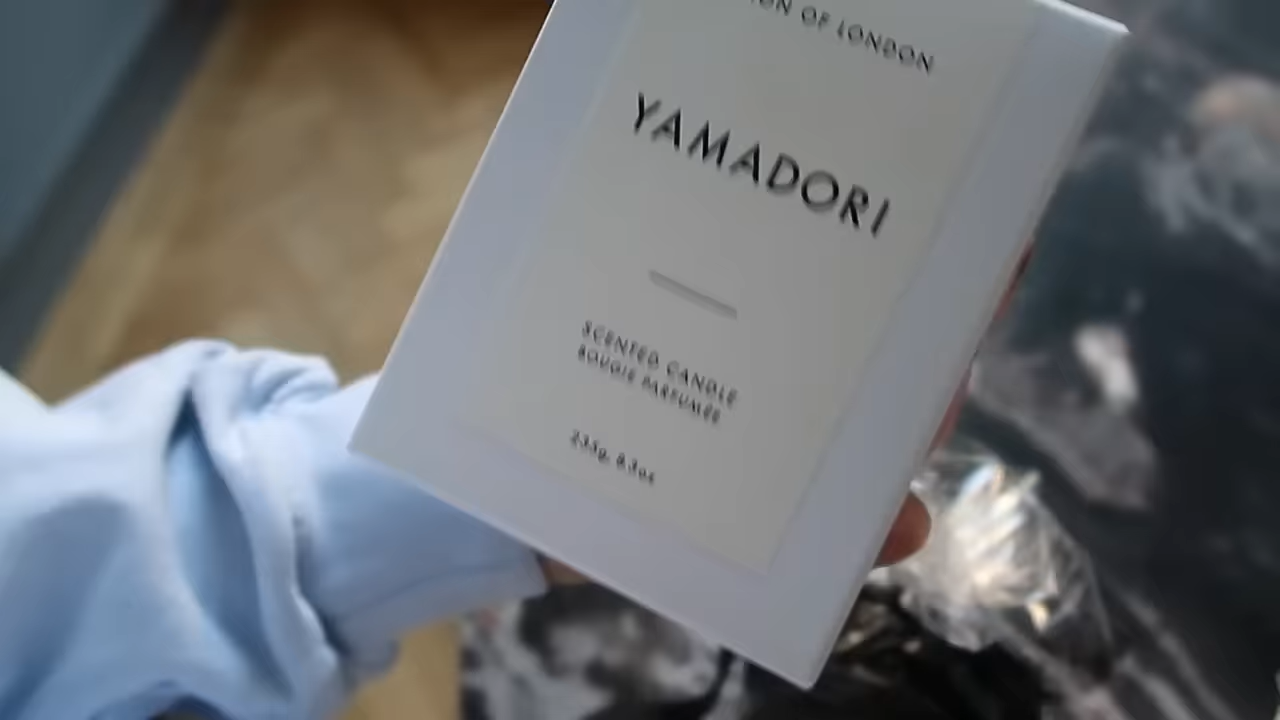 ON OF LONDON
YAMADORI
SCENTED CANDLE
BOUGIE PARFUMÉE
235g, 8.3oz